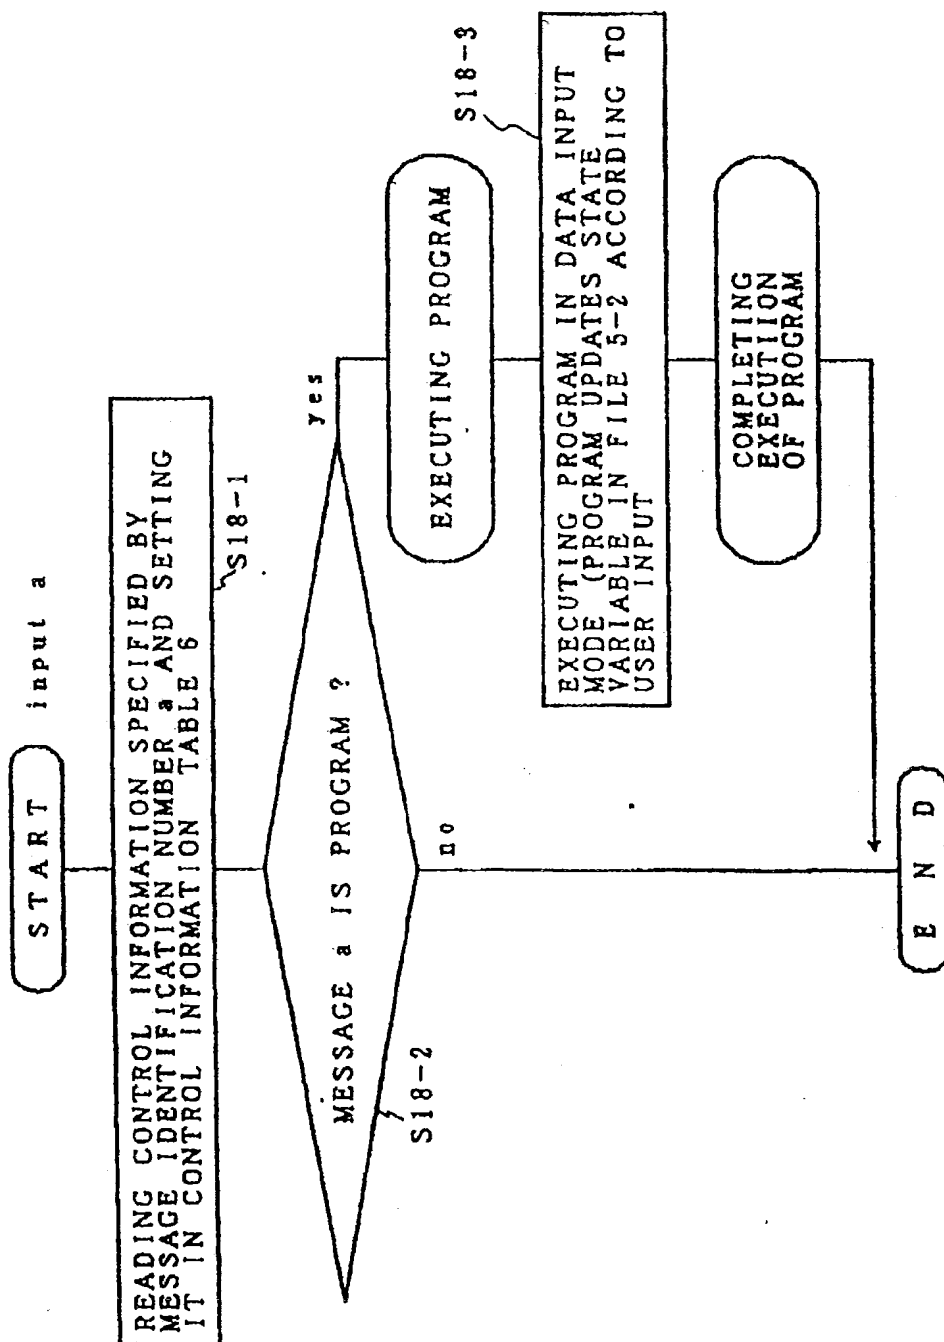 START input a
READING CONTROL INFORMATION SPECIFIED BY
MESSAGE IDENTIFICATION NUMBER a AND SETTING
IT IN CONTROL INFORMATION TABLE 6
S18-1
MESSAGE a IS PROGRAM ?
S18-2
yes
no
EXECUTING PROGRAM
S18-3
EXECUTING PROGRAM IN DATA INPUT
MODE (PROGRAM UPDATES STATE
VARIABLE IN FILE 5-2 ACCORDING TO
USER INPUT
COMPLETING
EXECUTIION
OF PROGRAM
END